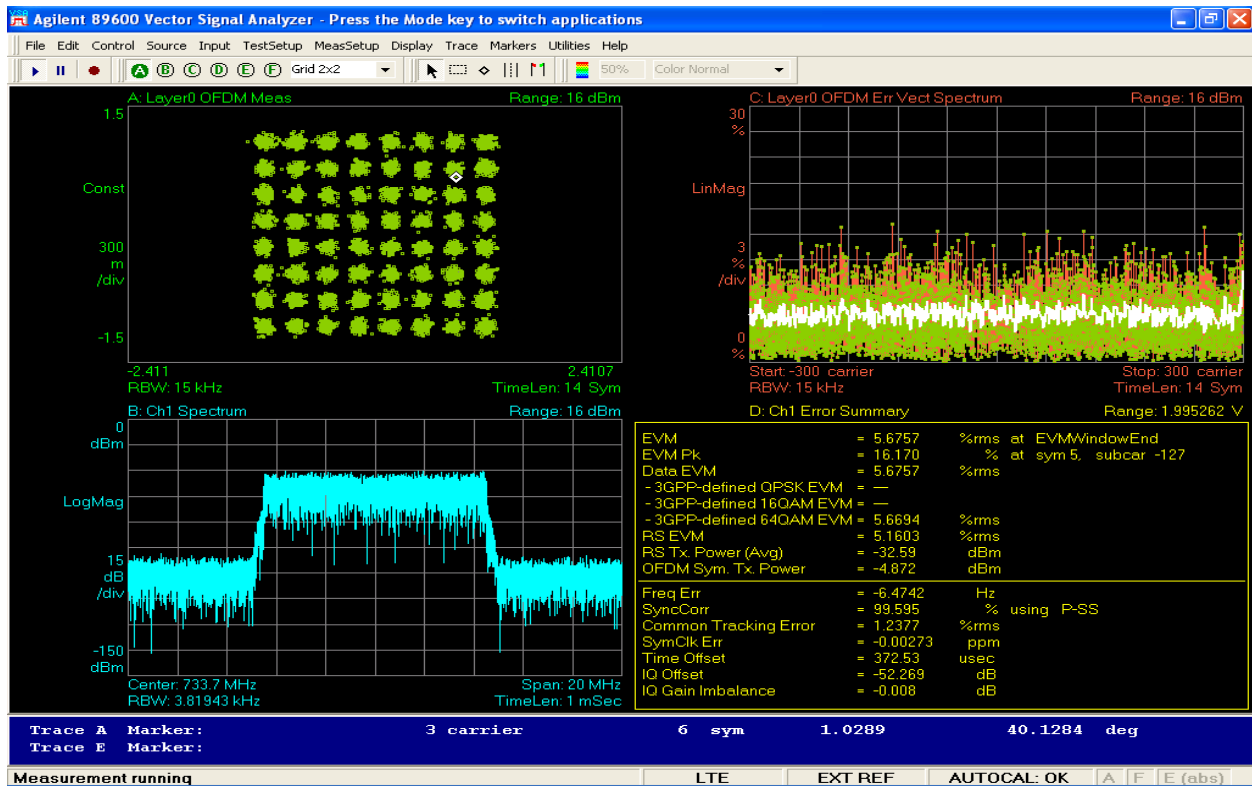 Agilent 89600 Vector Signal Analyzer - Press the Mode key to switch applications
File Edit Control Source Input TestSetup MeasSetup Display Trace Markers Utilities Help
A B C D E F Grid 2x2 50% Color Normal
A: Layer0 OFDM Meas Range: 16 dBm
1.5
Const
300
m
/div
-1.5
-2.411 2.4107
RBW: 15 kHz TimeLen: 14 Sym
C: Layer0 OFDM Err Vect Spectrum Range: 16 dBm
30
%
LinMag
3
%
/div
0
%
Start: -300 carrier Stop: 300 carrier
RBW: 15 kHz TimeLen: 14 Sym
B: Ch1 Spectrum Range: 16 dBm
0
dBm
LogMag
15
dB
/div
-150
dBm
Center: 733.7 MHz Span: 20 MHz
RBW: 3.81943 kHz TimeLen: 1 mSec
D: Ch1 Error Summary Range: 1.995262 V
EVM = 5.6757 %rms at EVMWindowEnd
EVM Pk = 16.170 % at sym 5, subcar -127
Data EVM = 5.6757 %rms
- 3GPP-defined QPSK EVM = —
- 3GPP-defined 16QAM EVM = —
- 3GPP-defined 64QAM EVM = 5.6694 %rms
RS EVM = 5.1603 %rms
RS Tx. Power (Avg) = -32.59 dBm
OFDM Sym. Tx. Power = -4.872 dBm
Freq Err = -6.4742 Hz
SyncCorr = 99.595 % using P-SS
Common Tracking Error = 1.2377 %rms
SymClk Err = -0.00273 ppm
Time Offset = 372.53 usec
IQ Offset = -52.269 dB
IQ Gain Imbalance = -0.008 dB
Trace A Marker: 3 carrier 6 sym 1.0289 40.1284 deg
Trace E Marker:
Measurement running LTE EXT REF AUTOCAL: OK A F E (abs)